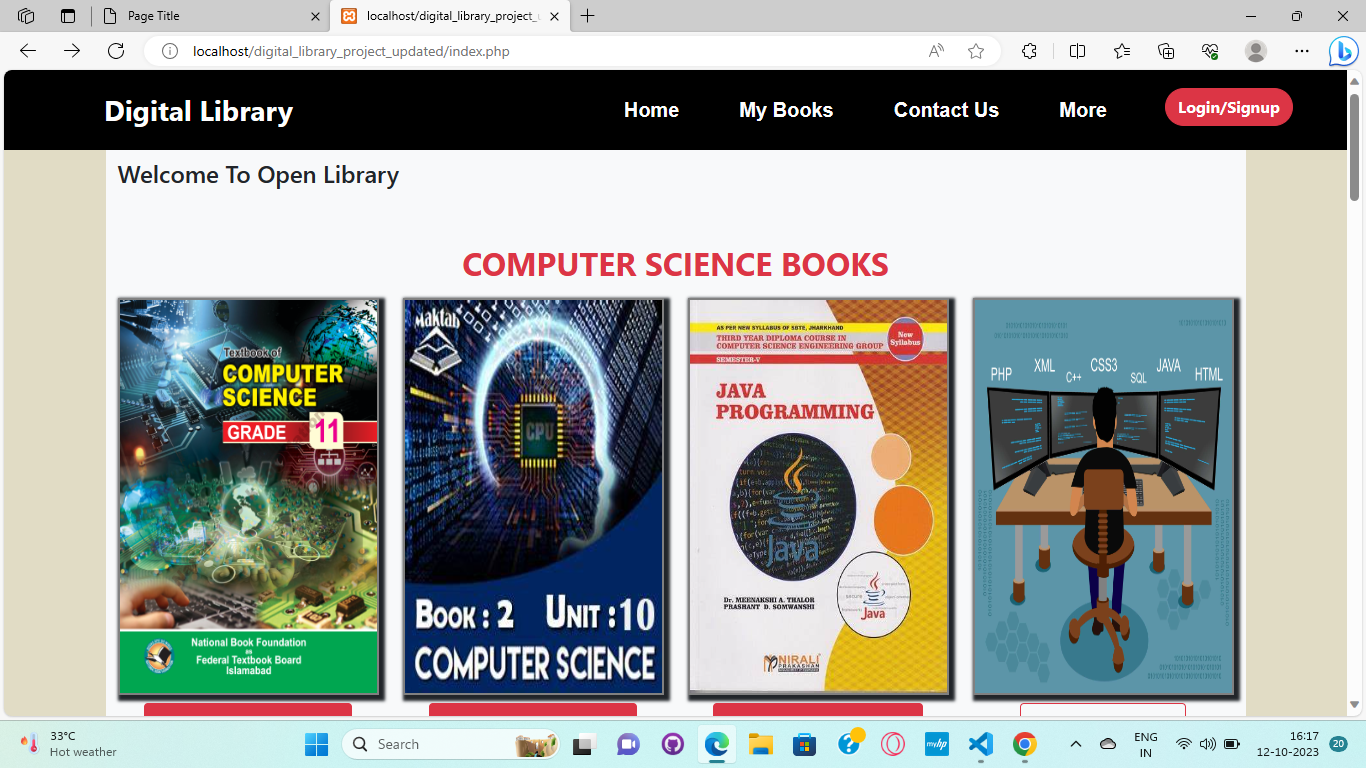 Page Title
localhost/digital_library_project_u
localhost/digital_library_project_updated/index.php
Digital Library
Home
My Books
Contact Us
More
Login/Signup
Welcome To Open Library
COMPUTER SCIENCE BOOKS
Textbook of
COMPUTER
SCIENCE
GRADE 11
National Book Foundation
as
Federal Textbook Board
Islamabad
Maktab
CPU
BOOK : 2 UNIT : 10
COMPUTER SCIENCE
AS PER NEW SYLLABUS OF SBTE, JHARKHAND
THIRD YEAR DIPLOMA COURSE IN
COMPUTER SCIENCE ENGINEERING GROUP
SEMESTER-V
New
Syllabus
JAVA
PROGRAMMING
Java
Java
Dr. MEENAKSHI A. THALOR
PRASHANT D. SOMWANSHI
NIRALI
PRAKASHAN
PHP
XML
C++
CSS3
SQL
JAVA
HTML
33°C
Hot weather
Search
myhp
ENG
IN
16:17
12-10-2023
20